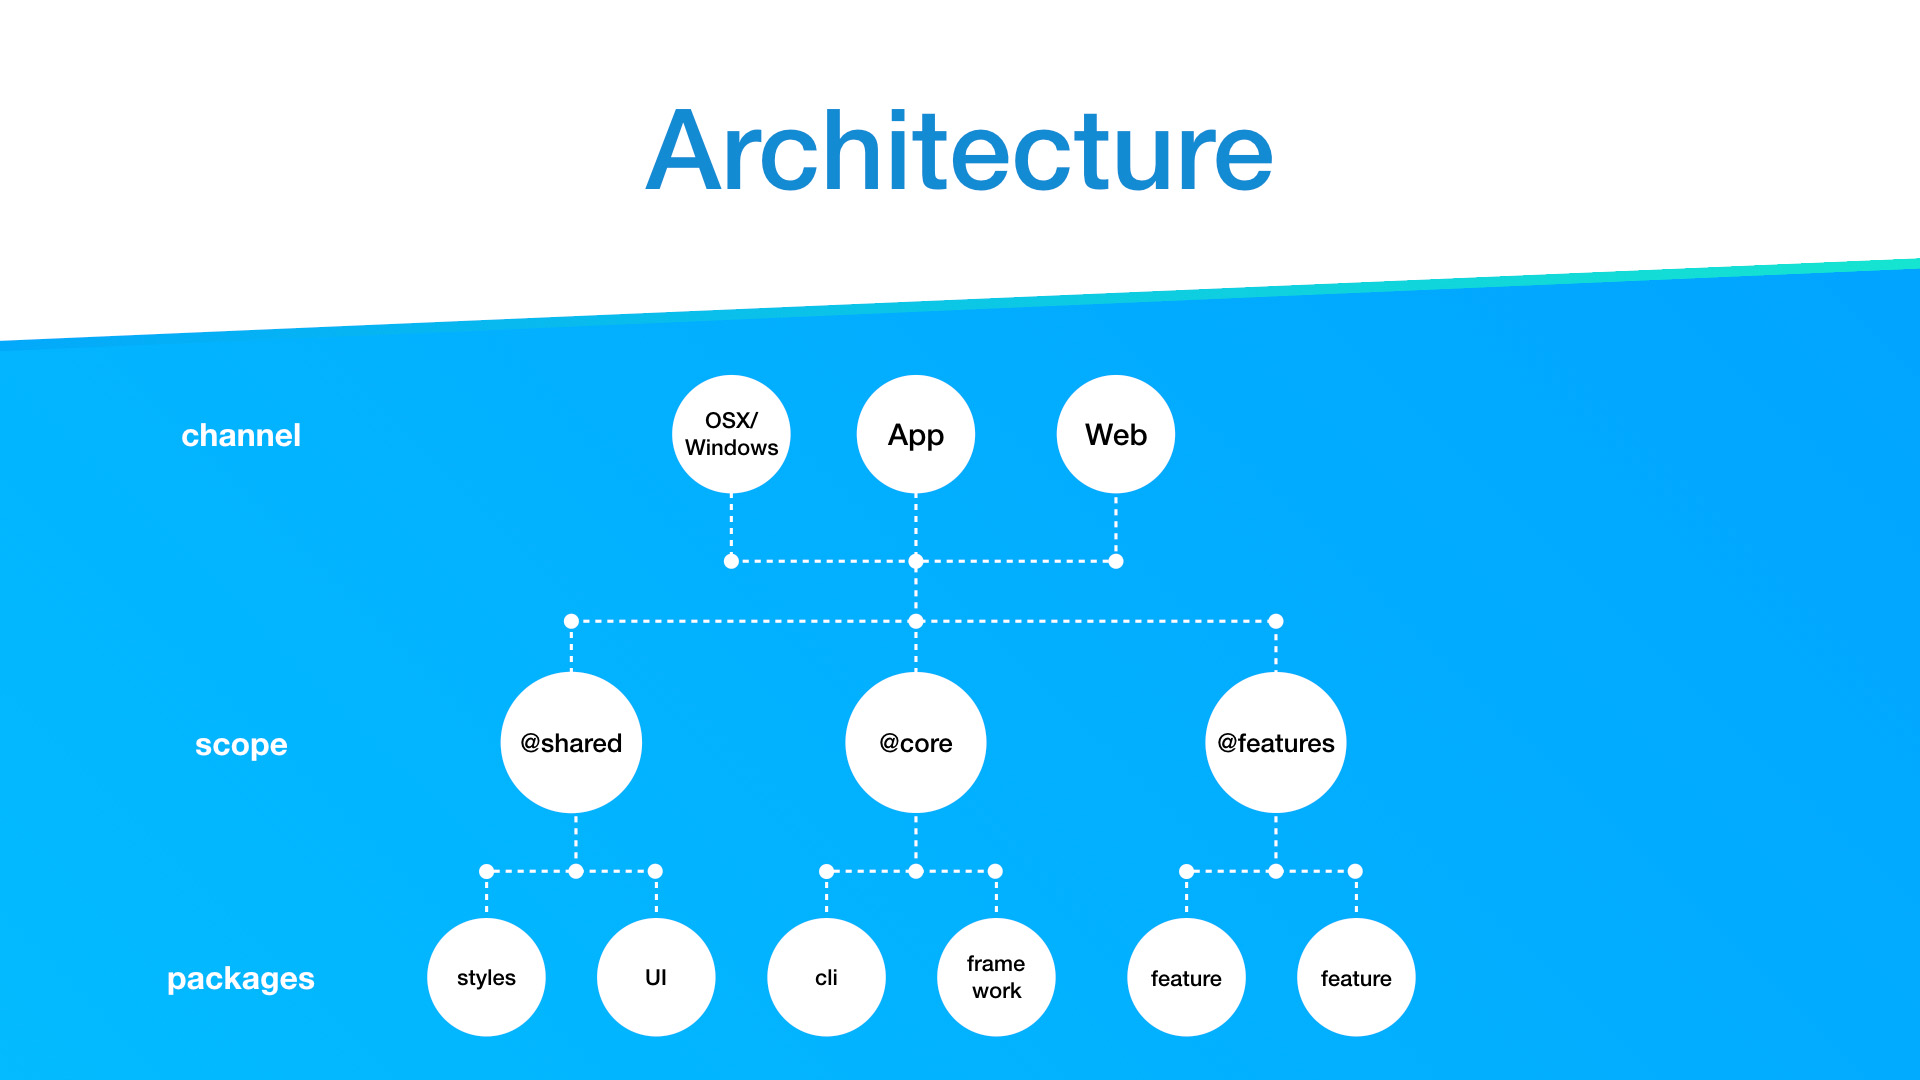 Architecture
channel
OSX/
Windows
App
Web
scope
@shared
@core
@features
packages
styles
UI
cli
frame
work
feature
feature